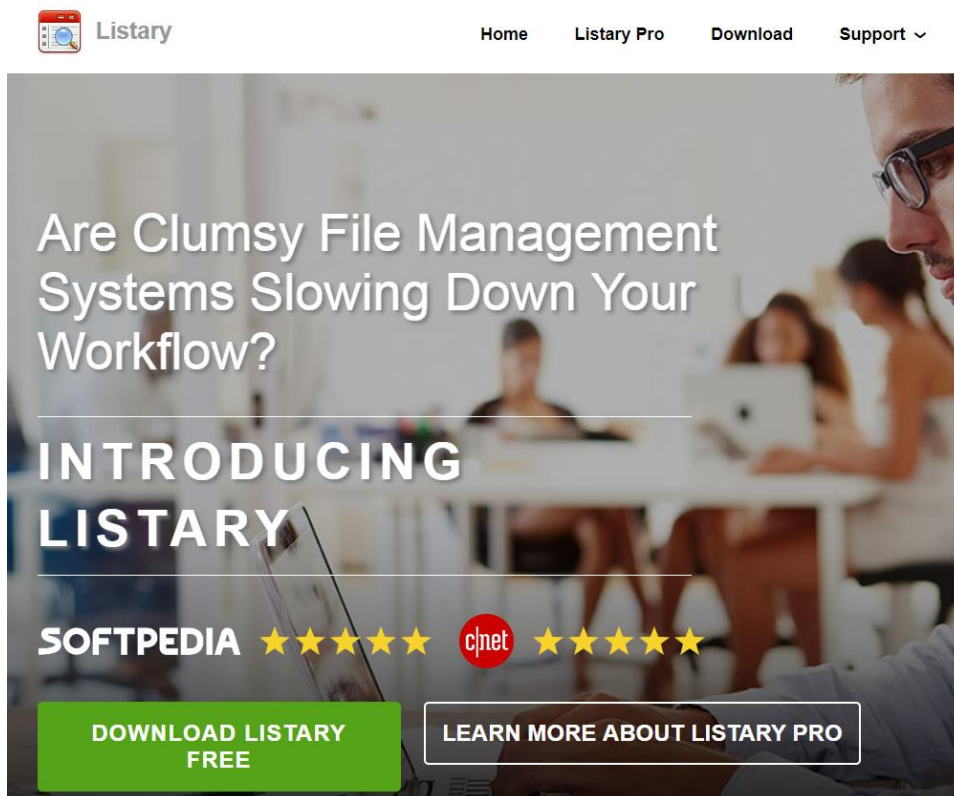 Listary
Home Listary Pro Download Support
Are Clumsy File Management
Systems Slowing Down Your
Workflow?
INTRODUCING
LISTARY
SOFTPEDIA c|net
DOWNLOAD LISTARY
FREE
LEARN MORE ABOUT LISTARY PRO